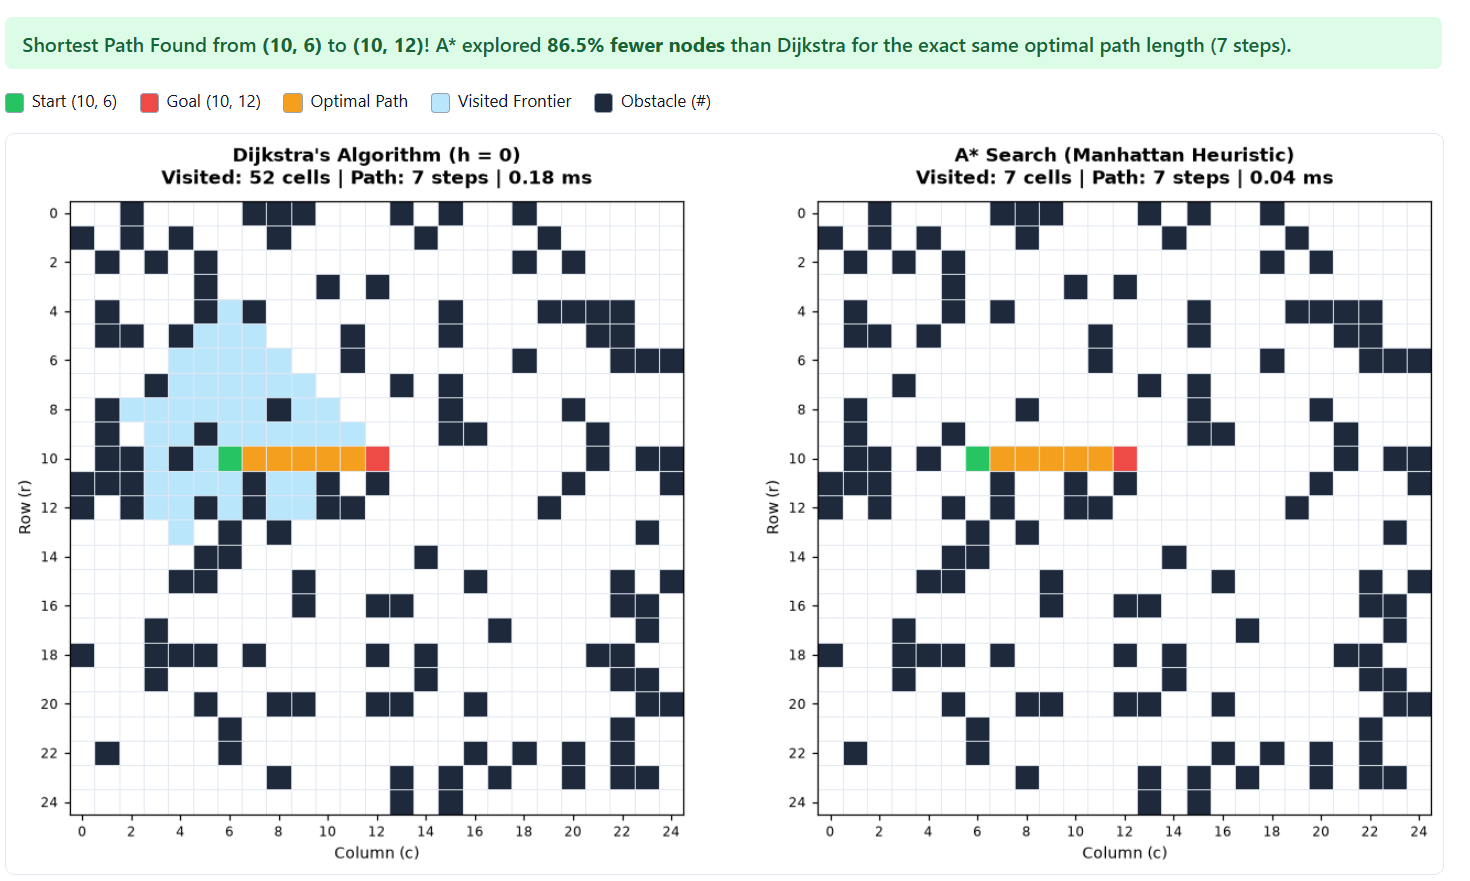 Shortest Path Found from (10, 6) to (10, 12)! A* explored 86.5% fewer nodes than Dijkstra for the exact same optimal path length (7 steps).
Start (10, 6) Goal (10, 12) Optimal Path Visited Frontier Obstacle (#)
Dijkstra's Algorithm (h = 0)
Visited: 52 cells | Path: 7 steps | 0.18 ms
0
2
4
6
8
10
12
14
16
18
20
22
24
Row (r)
0 2 4 6 8 10 12 14 16 18 20 22 24
Column (c)
A* Search (Manhattan Heuristic)
Visited: 7 cells | Path: 7 steps | 0.04 ms
0
2
4
6
8
10
12
14
16
18
20
22
24
Row (r)
0 2 4 6 8 10 12 14 16 18 20 22 24
Column (c)